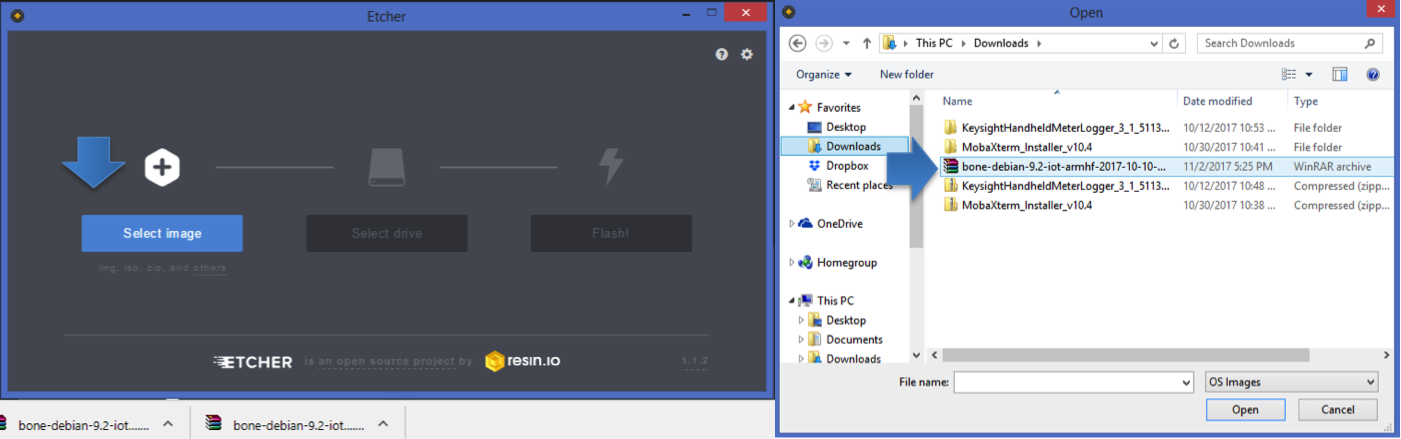 Etcher
Select image
Select drive
Flash!
img, iso, zip, and others
ETCHER is an open source project by resin.io
1.1.2
bone-debian-9.2-iot.......
bone-debian-9.2-iot.......
Open
This PC
Downloads
Search Downloads
Organize
New folder
Name
Date modified
Type
Favorites
Desktop
Downloads
Dropbox
Recent places
OneDrive
Homegroup
This PC
Desktop
Documents
Downloads
KeysightHandheldMeterLogger_3_1_5113... 10/12/2017 10:53 ... File folder
MobaXterm_Installer_v10.4 10/30/2017 10:41 ... File folder
bone-debian-9.2-iot-armhf-2017-10-10-... 11/2/2017 5:25 PM WinRAR archive
KeysightHandheldMeterLogger_3_1_5113... 10/12/2017 10:48 ... Compressed (zipp...
MobaXterm_Installer_v10.4 10/30/2017 10:38 ... Compressed (zipp...
File name:
OS Images
Open
Cancel